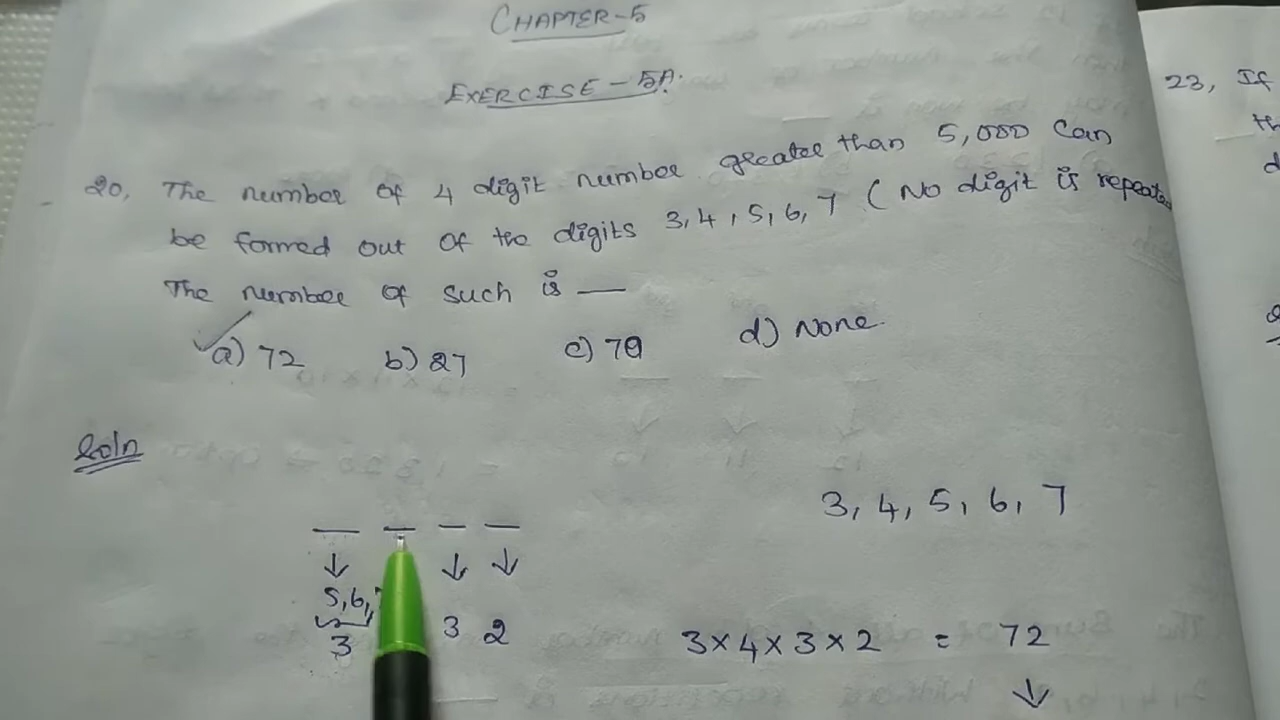 CHAPTER-5
EXERCISE - 5A.
20, The number of 4 digit number greater than 5,000 can
be formed out of the digits 3, 4, 5, 6, 7 ( No digit is repeated
The number of such is —
a) 72 b) 27 c) 70 d) None.
Soln
3, 4, 5, 6, 7
5, 6,
3 3 2
3×4×3×2 = 72
23, If